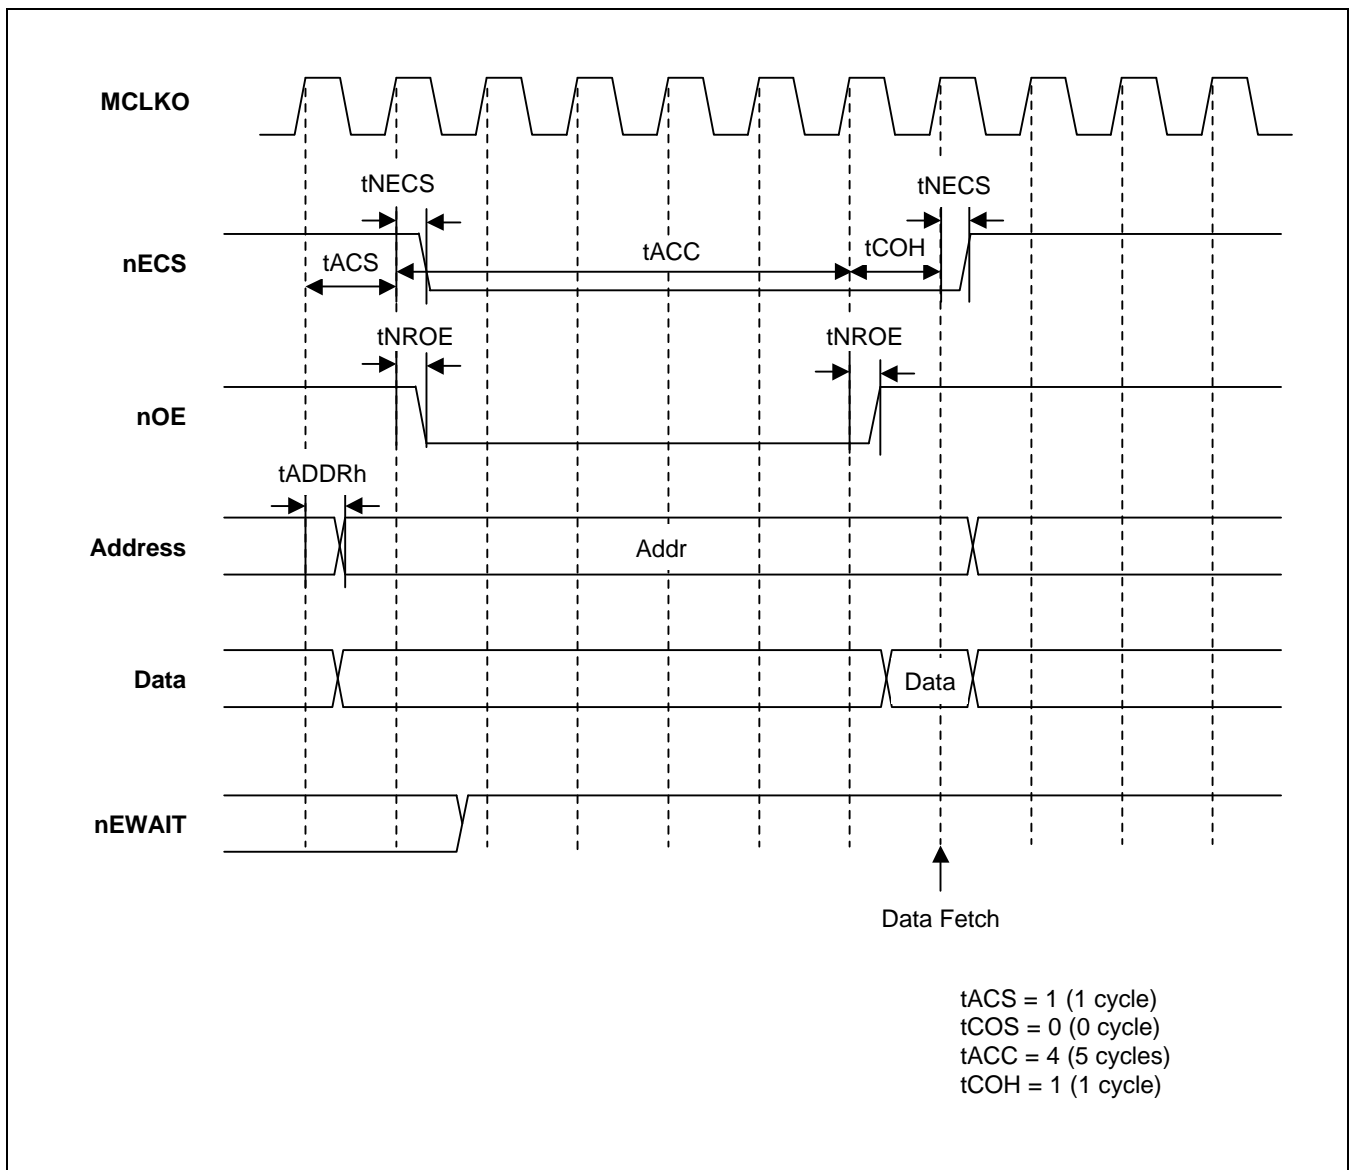 MCLKO
tNECS
tNECS
nECS
tACS
tACC
tCOH
tNROE
tNROE
nOE
tADDRh
Address
Addr
Data
Data
nEWAIT
Data Fetch
tACS = 1 (1 cycle)
tCOS = 0 (0 cycle)
tACC = 4 (5 cycles)
tCOH = 1 (1 cycle)